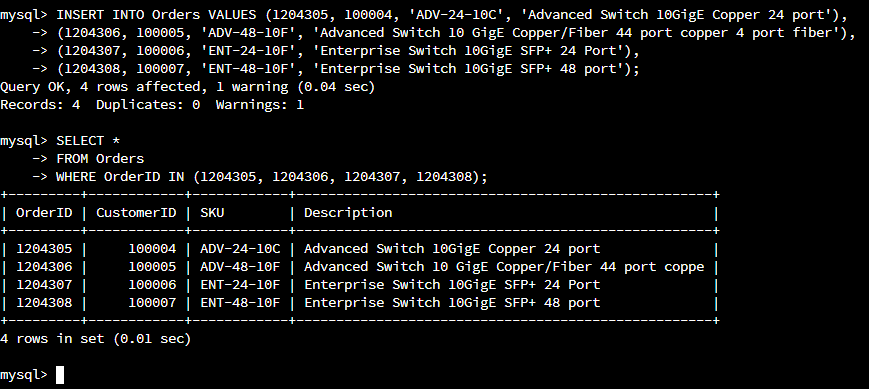 mysql> INSERT INTO Orders VALUES (1204305, 100004, 'ADV-24-10C', 'Advanced Switch 10GigE Copper 24 port'),
    -> (1204306, 100005, 'ADV-48-10F', 'Advanced Switch 10 GigE Copper/Fiber 44 port copper 4 port fiber'),
    -> (1204307, 100006, 'ENT-24-10F', 'Enterprise Switch 10GigE SFP+ 24 Port'),
    -> (1204308, 100007, 'ENT-48-10F', 'Enterprise Switch 10GigE SFP+ 48 port');
Query OK, 4 rows affected, 1 warning (0.04 sec)
Records: 4  Duplicates: 0  Warnings: 1
mysql> SELECT *
    -> FROM Orders
    -> WHERE OrderID IN (1204305, 1204306, 1204307, 1204308);
+---------+------------+------------+----------------------------------------------------+
| OrderID | CustomerID | SKU        | Description                                        |
+---------+------------+------------+----------------------------------------------------+
| 1204305 |     100004 | ADV-24-10C | Advanced Switch 10GigE Copper 24 port              |
| 1204306 |     100005 | ADV-48-10F | Advanced Switch 10 GigE Copper/Fiber 44 port coppe |
| 1204307 |     100006 | ENT-24-10F | Enterprise Switch 10GigE SFP+ 24 Port              |
| 1204308 |     100007 | ENT-48-10F | Enterprise Switch 10GigE SFP+ 48 port              |
+---------+------------+------------+----------------------------------------------------+
4 rows in set (0.01 sec)
mysql>